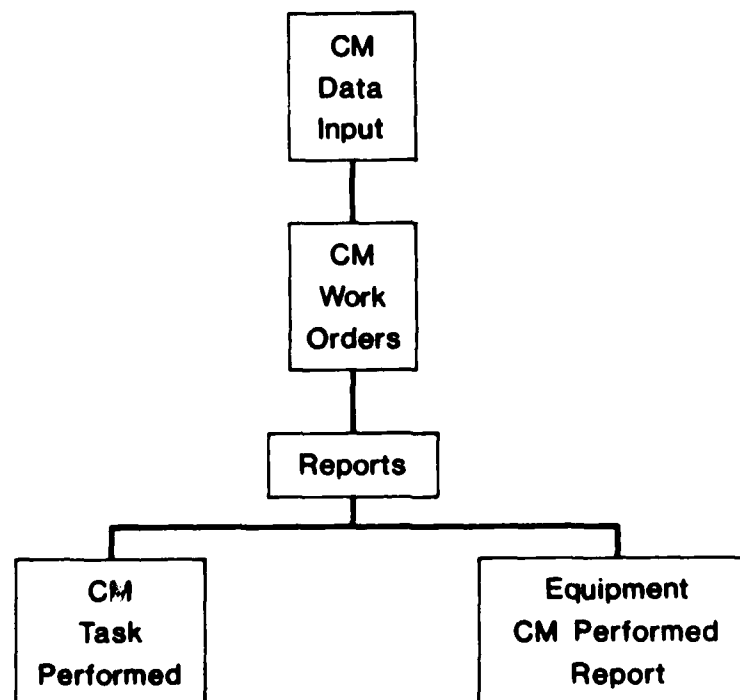 CM
Data
Input
CM
Work
Orders
Reports
CM
Task
Performed
Equipment
CM Performed
Report